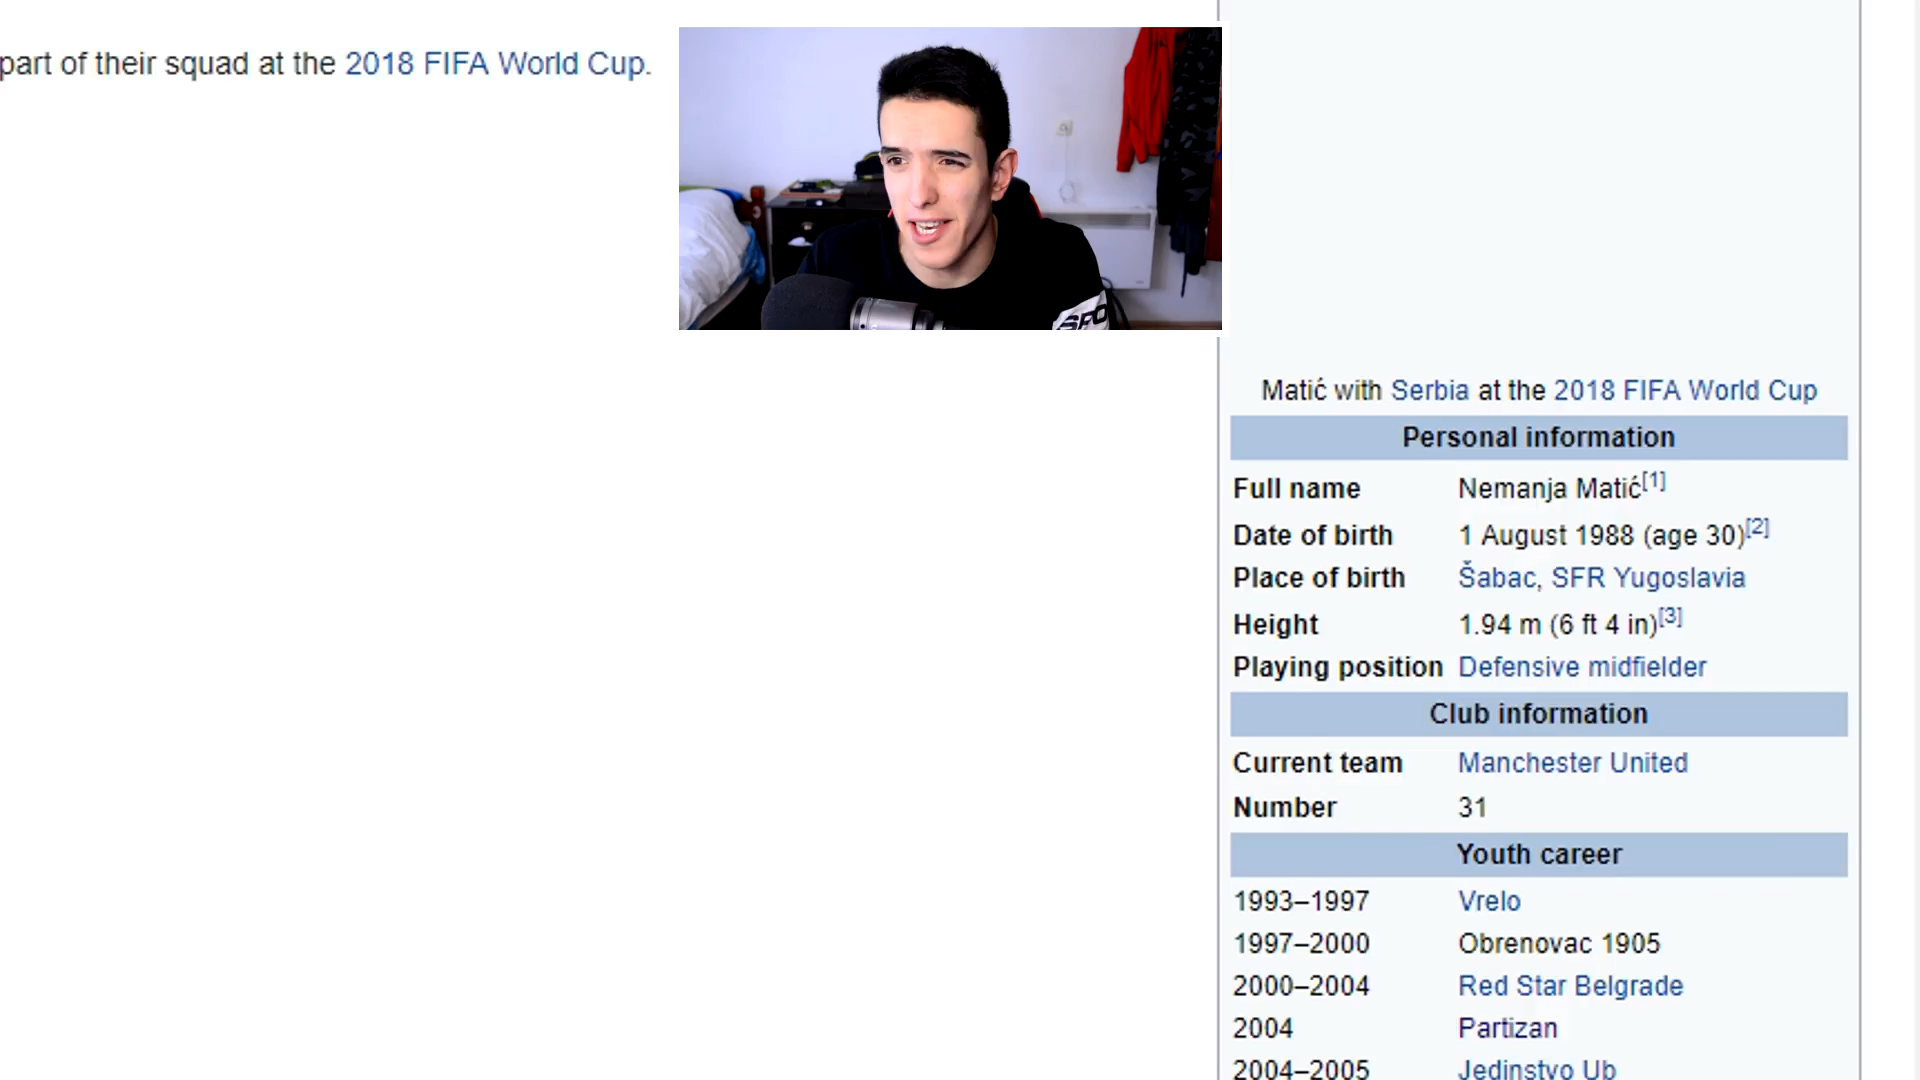 part of their squad at the 2018 FIFA World Cup.
SPO
Matić with Serbia at the 2018 FIFA World Cup
Personal information
Full name Nemanja Matić[1]
Date of birth 1 August 1988 (age 30)[2]
Place of birth Šabac, SFR Yugoslavia
Height 1.94 m (6 ft 4 in)[3]
Playing position Defensive midfielder
Club information
Current team Manchester United
Number 31
Youth career
1993–1997 Vrelo
1997–2000 Obrenovac 1905
2000–2004 Red Star Belgrade
2004 Partizan
2004–2005 Jedinstvo Ub